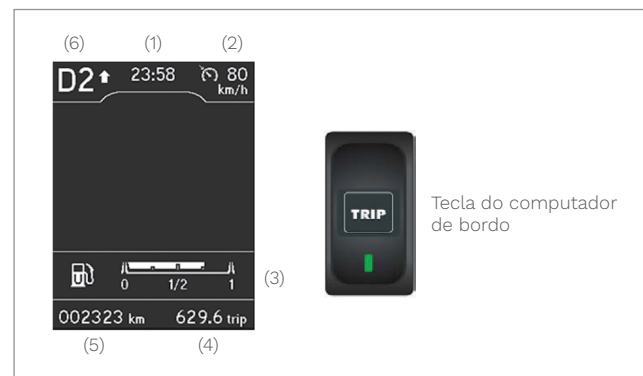 (6) (1) (2)
D2 23:58 80
km/h
TRIP
Tecla do computador
de bordo
0 1/2 1
(3)
002323 km 629.6 trip
(5) (4)